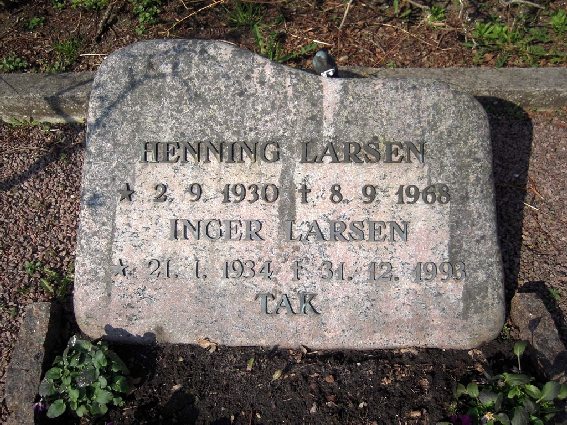 HENNING LARSEN
☆ 2. 9. 1930 † 8. 9. 1968
INGER LARSEN
☆ 21. 1. 1934 † 31. 12. 1993
TAK